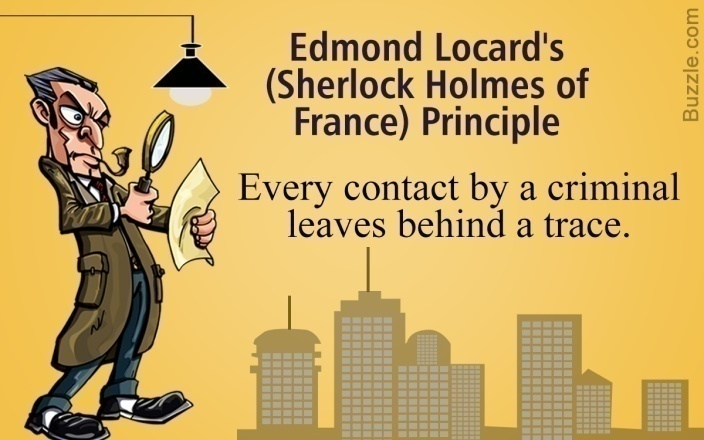 Edmond Locard's
(Sherlock Holmes of
France) Principle
Every contact by a criminal
leaves behind a trace.
Buzzle.com